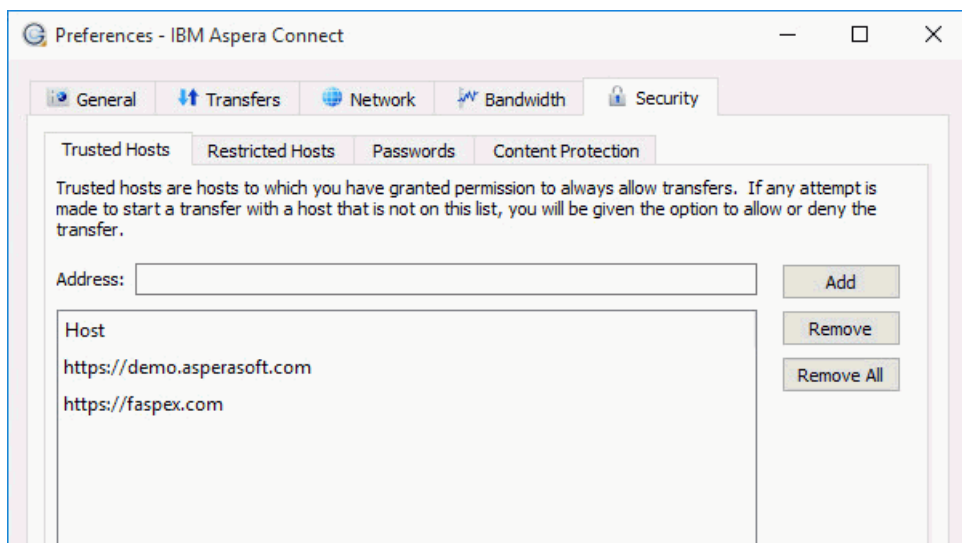 Preferences - IBM Aspera Connect
General Transfers Network Bandwidth Security
Trusted Hosts Restricted Hosts Passwords Content Protection
Trusted hosts are hosts to which you have granted permission to always allow transfers. If any attempt is
made to start a transfer with a host that is not on this list, you will be given the option to allow or deny the
transfer.
Address: Add
Host Remove
https://demo.asperasoft.com Remove All
https://faspex.com